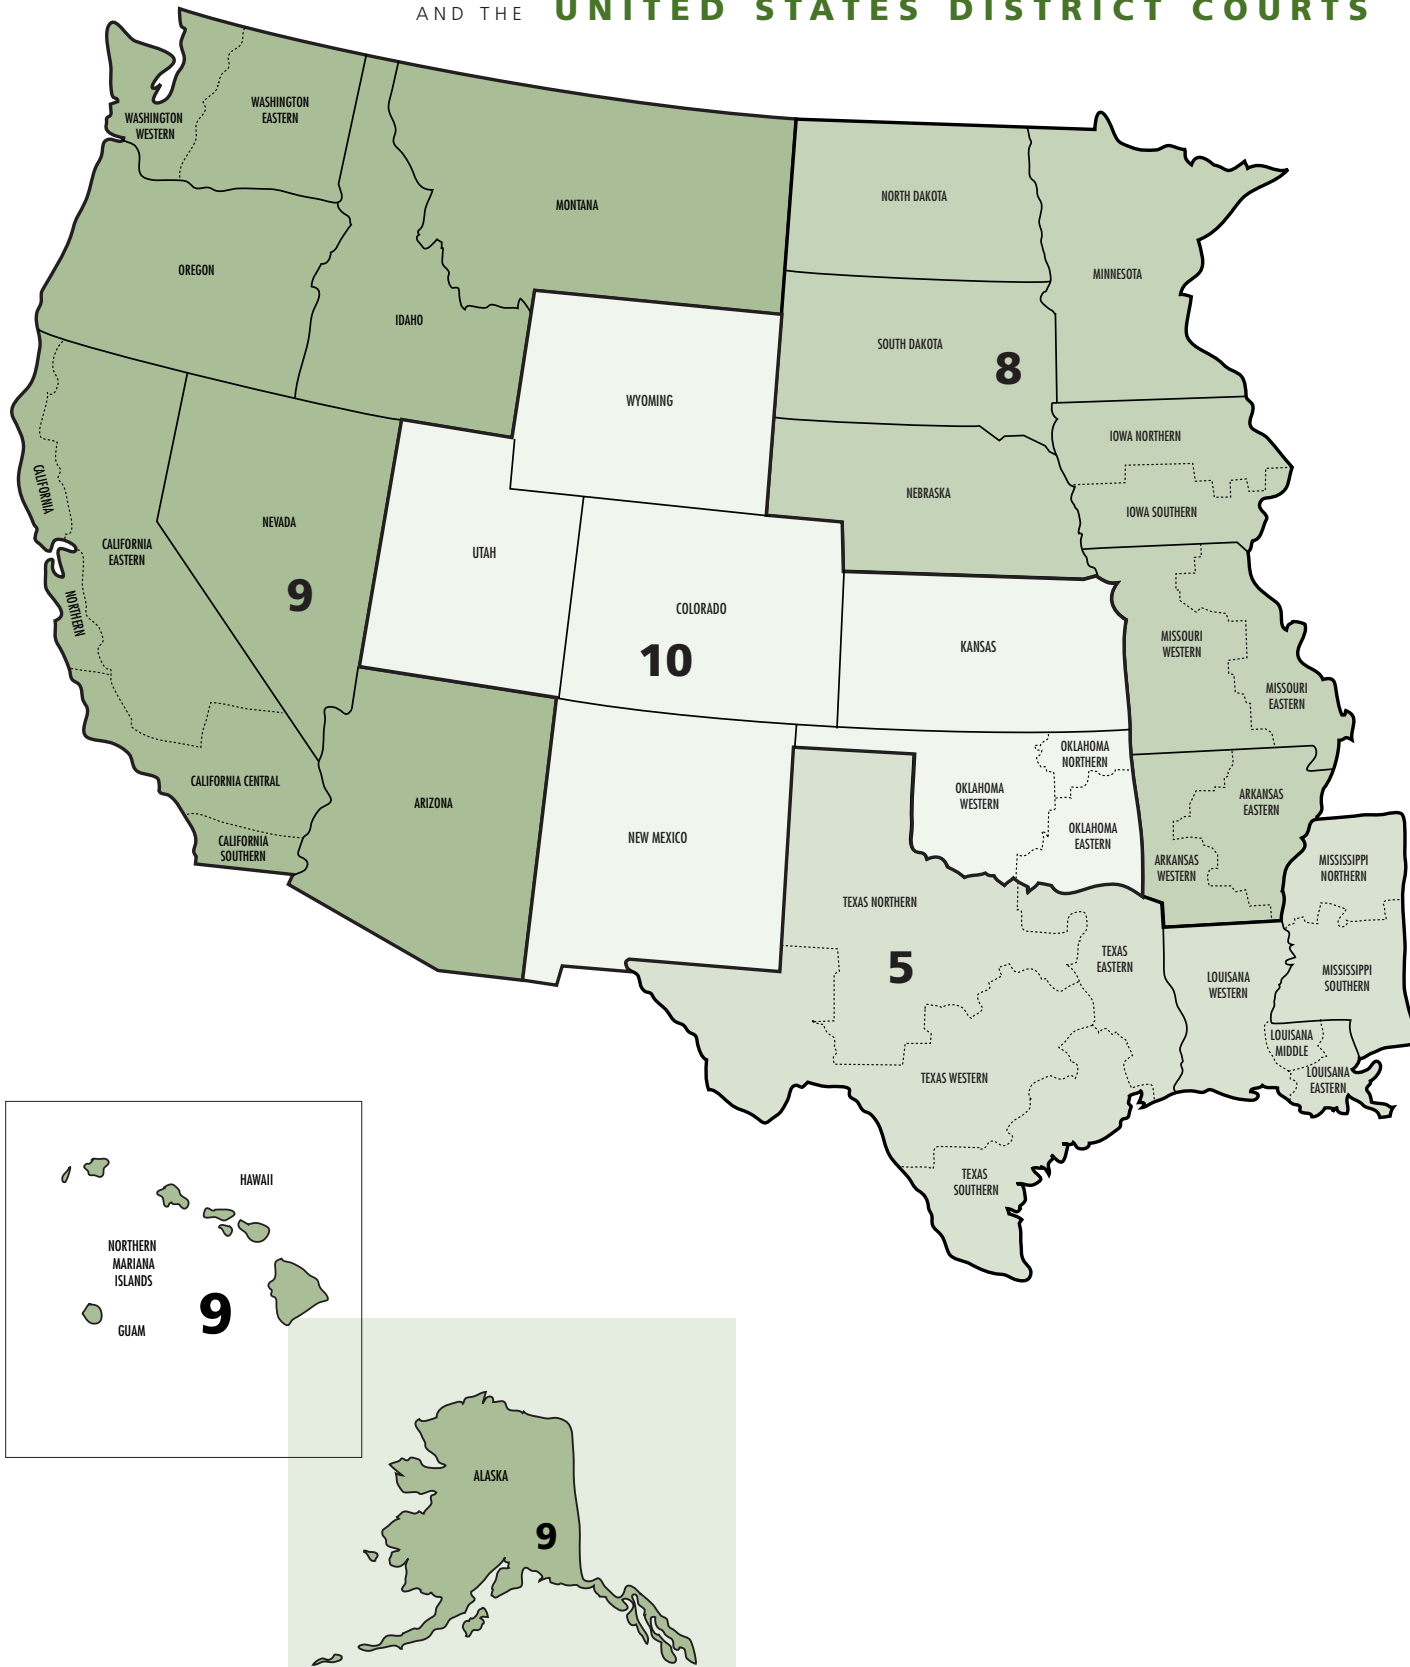 AND THE UNITED STATES DISTRICT COURTS
WASHINGTON
WESTERN
WASHINGTON
EASTERN
MONTANA
NORTH DAKOTA
MINNESOTA
OREGON
IDAHO
SOUTH DAKOTA
8
WYOMING
IOWA NORTHERN
CALIFORNIA
NORTHERN
CALIFORNIA
EASTERN
NEVADA
9
UTAH
NEBRASKA
IOWA SOUTHERN
COLORADO
10
KANSAS
MISSOURI
WESTERN
MISSOURI
EASTERN
CALIFORNIA CENTRAL
CALIFORNIA
SOUTHERN
ARIZONA
NEW MEXICO
OKLAHOMA
WESTERN
OKLAHOMA
NORTHERN
OKLAHOMA
EASTERN
ARKANSAS
EASTERN
ARKANSAS
WESTERN
MISSISSIPPI
NORTHERN
TEXAS NORTHERN
5
TEXAS
EASTERN
LOUISANA
WESTERN
MISSISSIPPI
SOUTHERN
LOUISANA
MIDDLE
LOUISANA
EASTERN
TEXAS WESTERN
TEXAS
SOUTHERN
HAWAII
NORTHERN
MARIANA
ISLANDS
9
GUAM
ALASKA
9